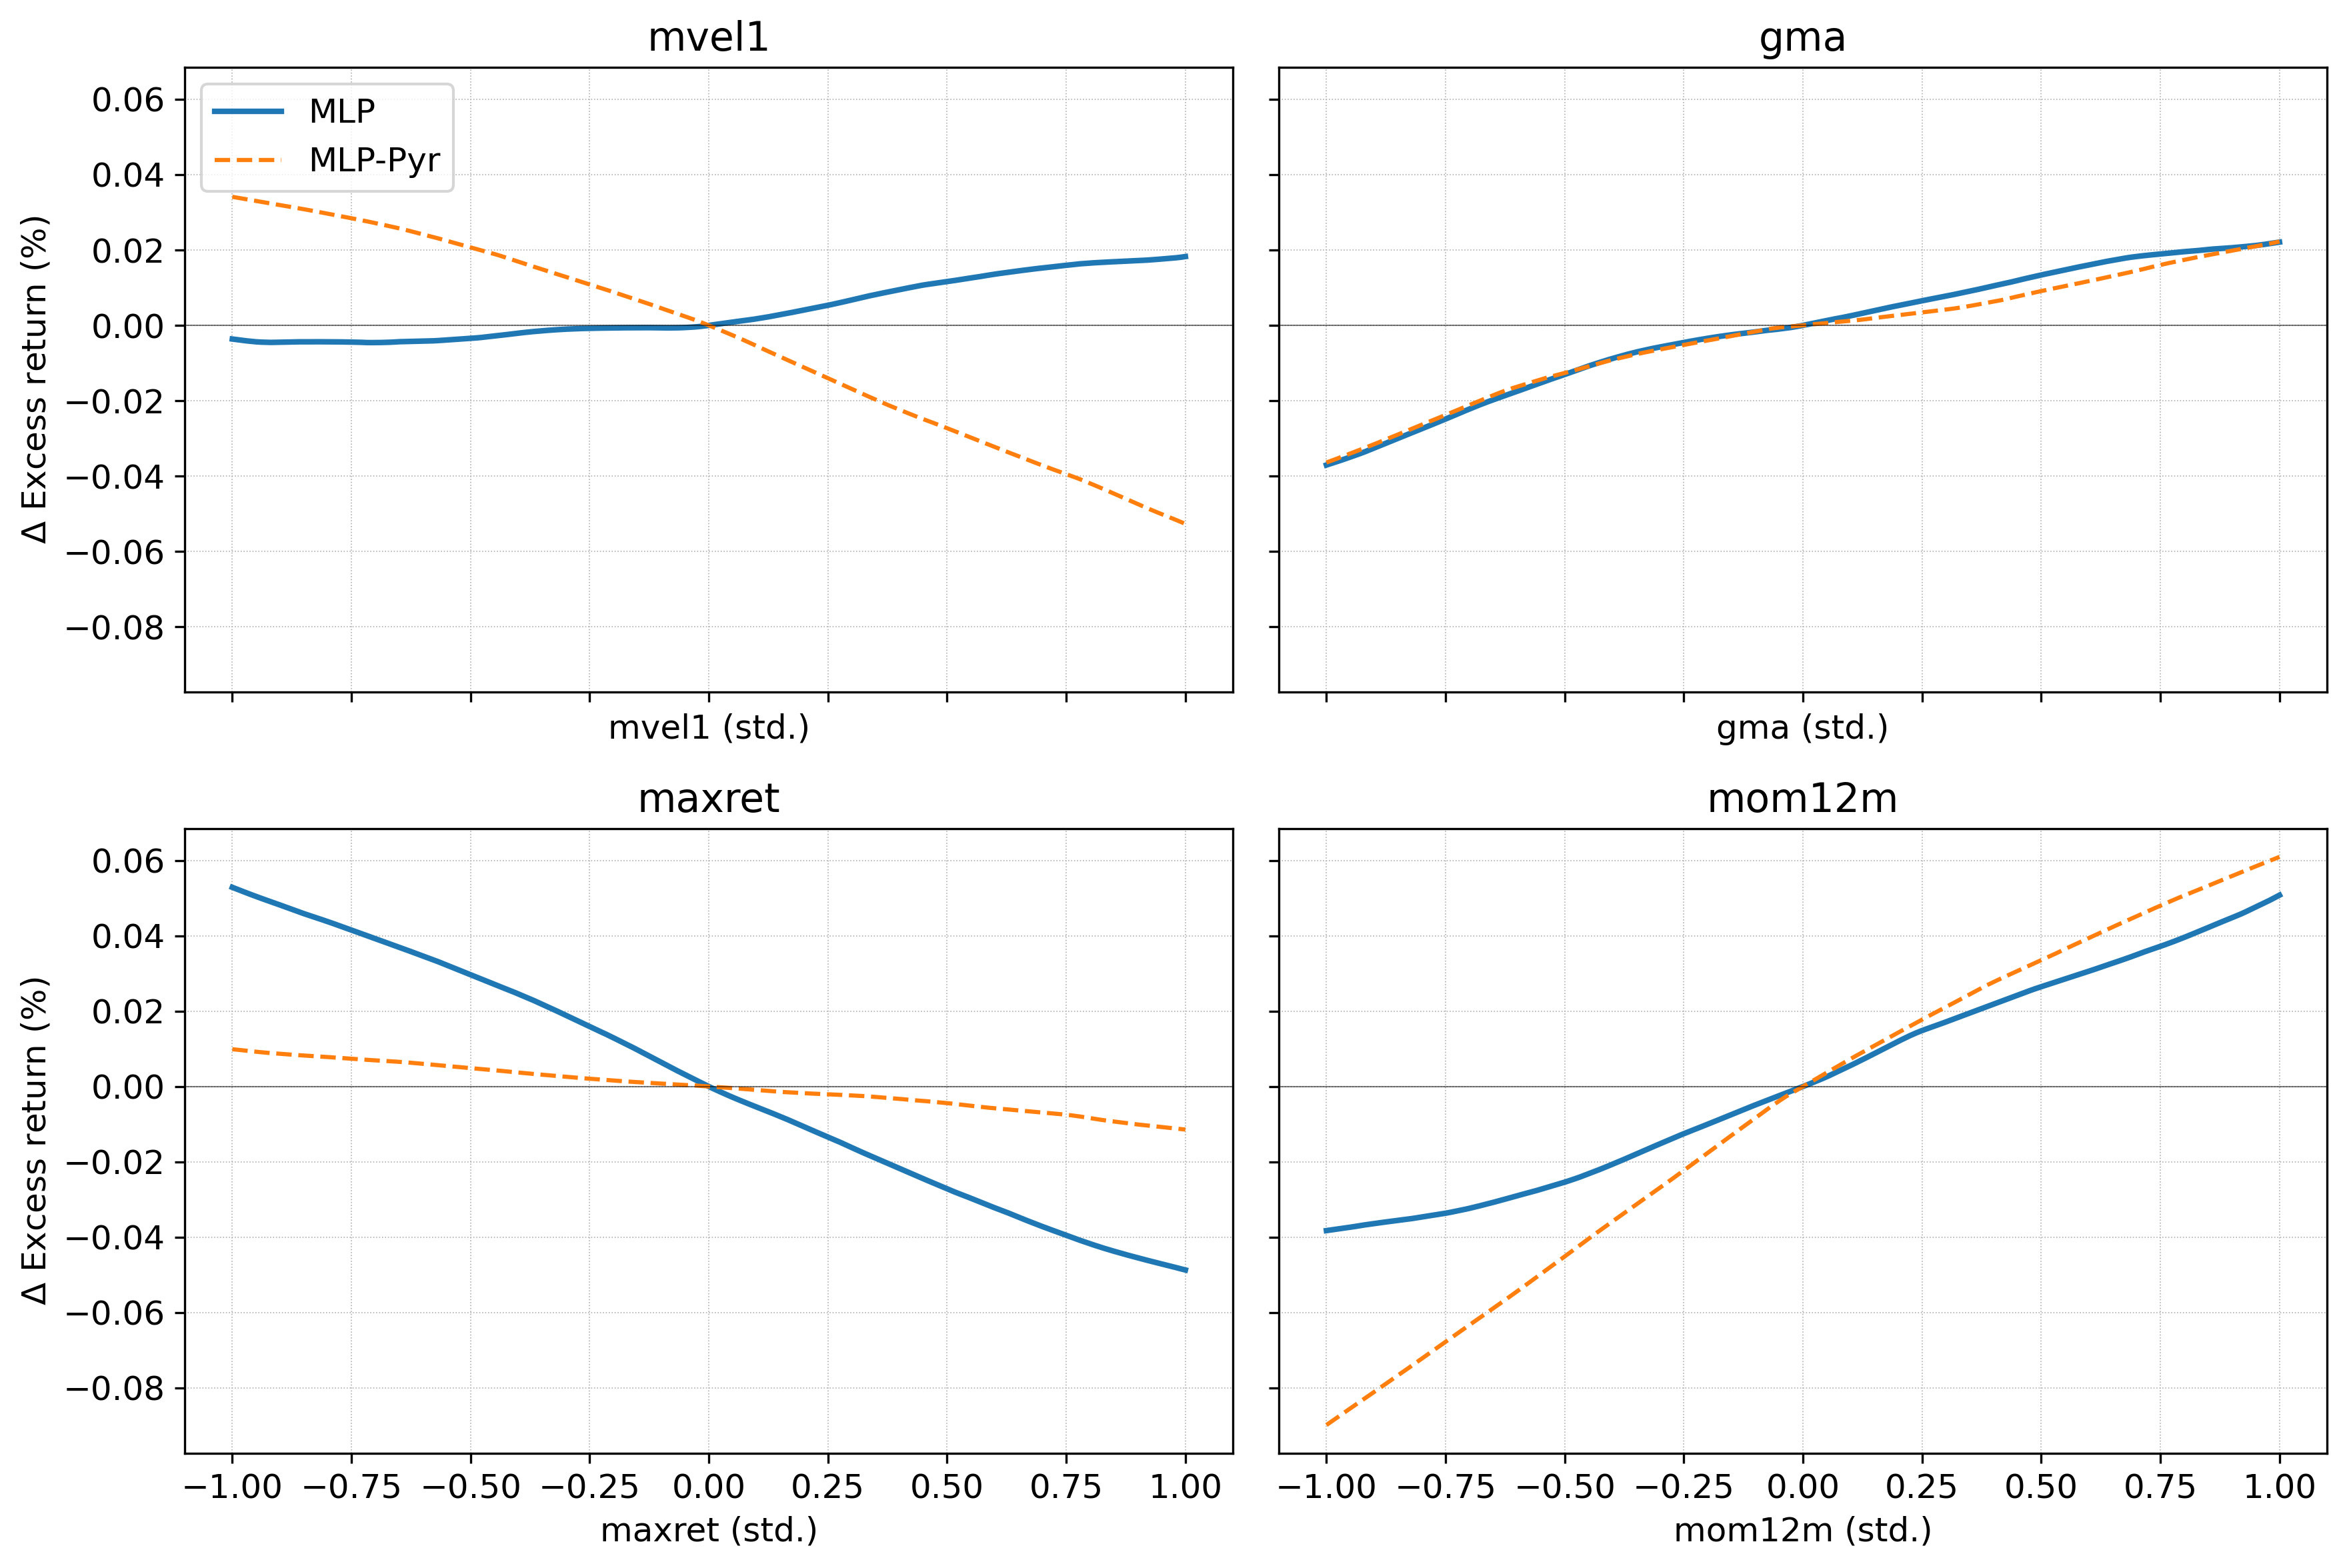 mvel1
gma
MLP
MLP-Pyr
0.06
0.04
0.02
0.00
−0.02
−0.04
−0.06
−0.08
Δ Excess return (%)
mvel1 (std.)
gma (std.)
maxret
mom12m
0.06
0.04
0.02
0.00
−0.02
−0.04
−0.06
−0.08
Δ Excess return (%)
−1.00 −0.75 −0.50 −0.25 0.00 0.25 0.50 0.75 1.00
−1.00 −0.75 −0.50 −0.25 0.00 0.25 0.50 0.75 1.00
maxret (std.)
mom12m (std.)